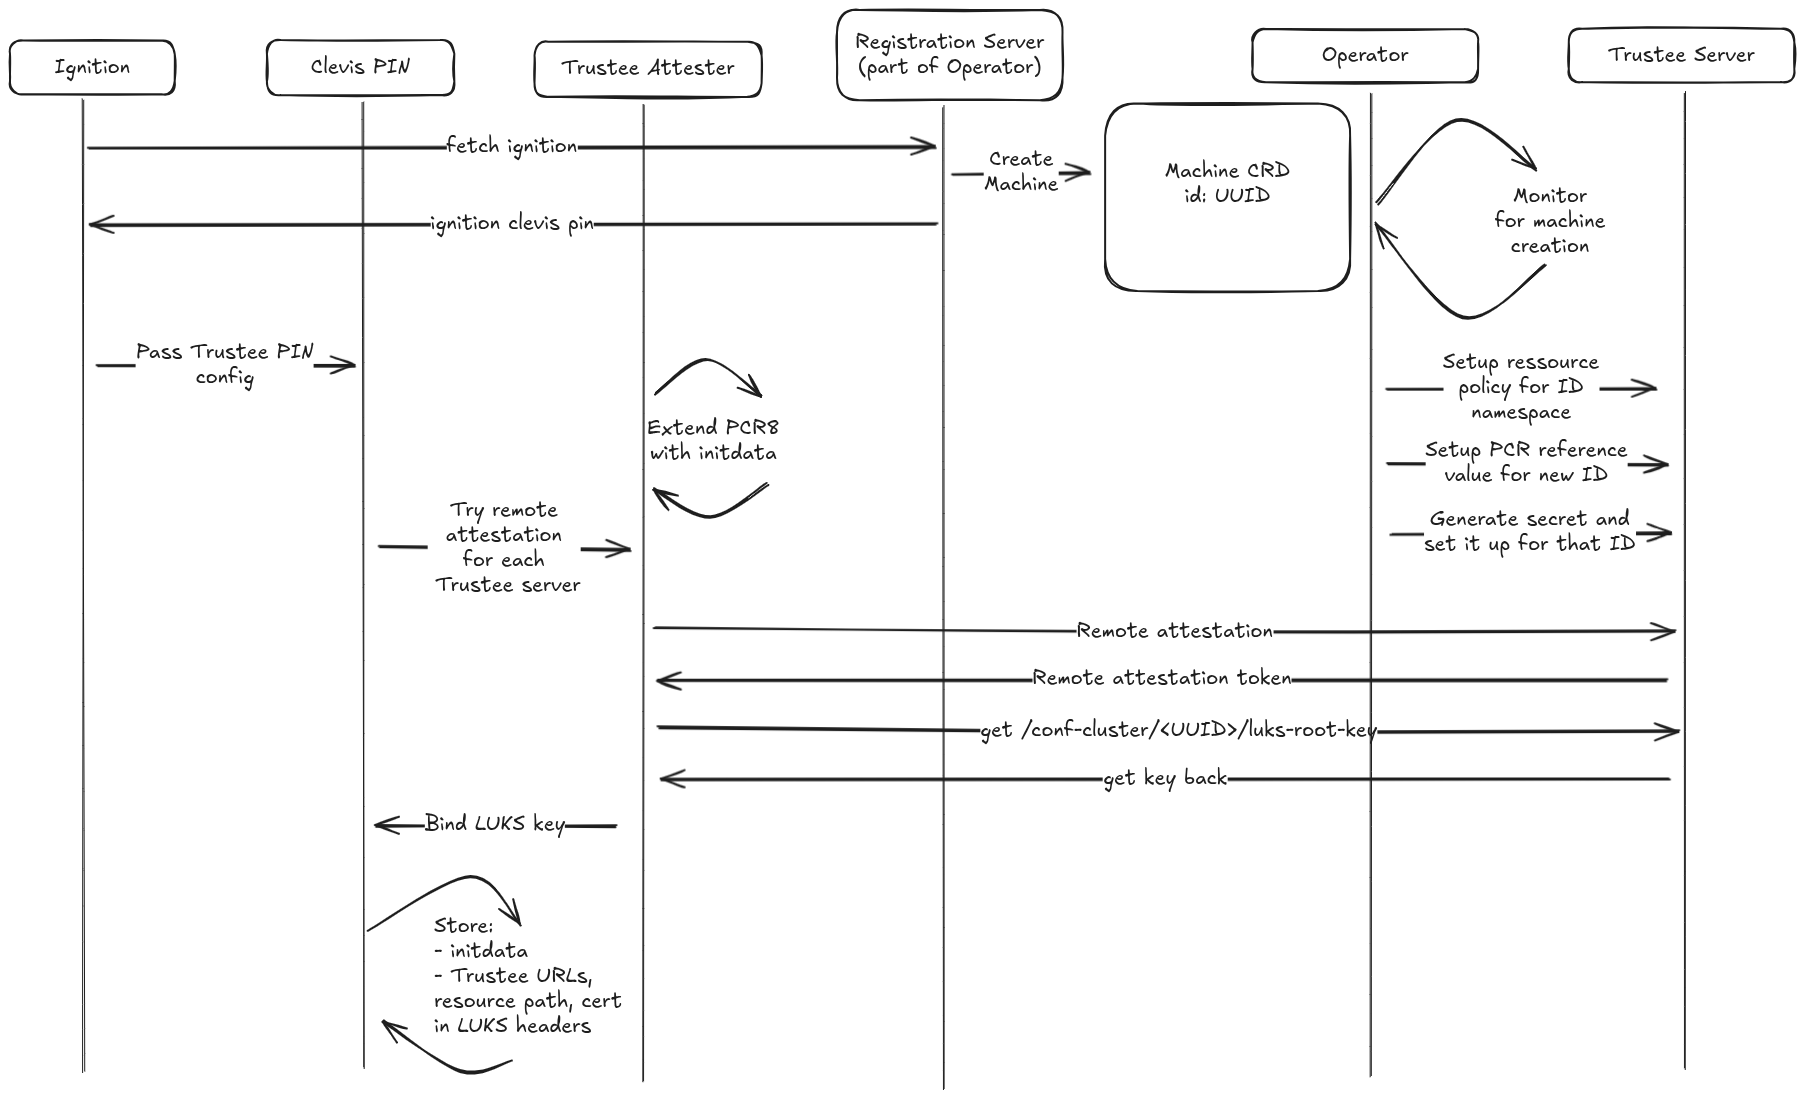 Ignition
Clevis PIN
Trustee Attester
Registration Server
(part of Operator)
Operator
Trustee Server
fetch ignition
Create
Machine
Machine CRD
id: UUID
Monitor
for machine
creation
ignition clevis pin
Pass Trustee PIN
config
Setup ressource
policy for ID
namespace
Extend PCR8
with initdata
Setup PCR reference
value for new ID
Try remote
attestation
for each
Trustee server
Generate secret and
set it up for that ID
Remote attestation
Remote attestation token
get /conf-cluster/<UUID>/luks-root-key
get key back
Bind LUKS key
Store:
- initdata
- Trustee URLs,
resource path, cert
in LUKS headers